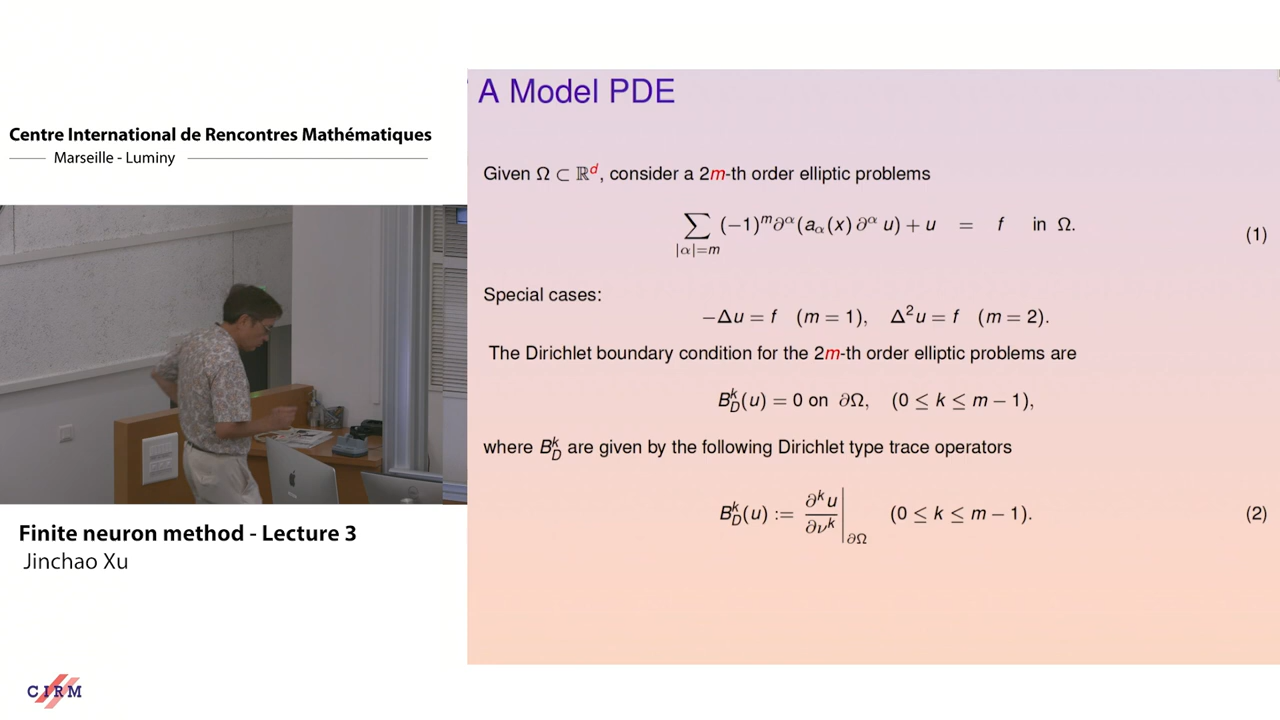 Centre International de Rencontres Mathématiques
Marseille - Luminy
Finite neuron method - Lecture 3
Jinchao Xu
CIRM
A Model PDE
Given Ω ⊂ ℝ^d, consider a 2m-th order elliptic problems
∑_{|α|=m} (−1)^m ∂^α (a_α(x) ∂^α u) + u = f in Ω. (1)
Special cases:
−Δu = f (m = 1), Δ²u = f (m = 2).
The Dirichlet boundary condition for the 2m-th order elliptic problems are
B_D^k(u) = 0 on ∂Ω, (0 ≤ k ≤ m − 1),
where B_D^k are given by the following Dirichlet type trace operators
B_D^k(u) := ∂^k u / ∂ν^k |_{∂Ω} (0 ≤ k ≤ m − 1). (2)